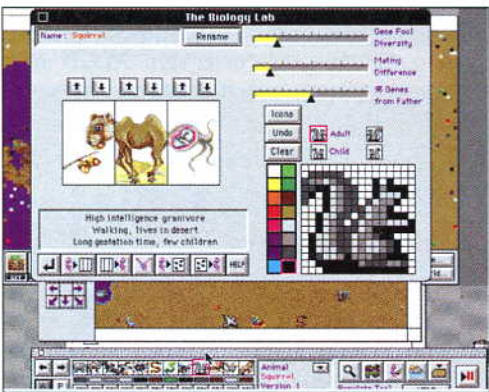 The Biology Lab
Name: Squirrel
Rename
Gene Pool
Diversity
Mating
Difference
% Genes
from Father
Icons
Undo
Clear
Adult
Child
High intelligence granivore
Walking, lives in desert
Long gestation time, few children
HELP
Animal
Squirrel
Version 1